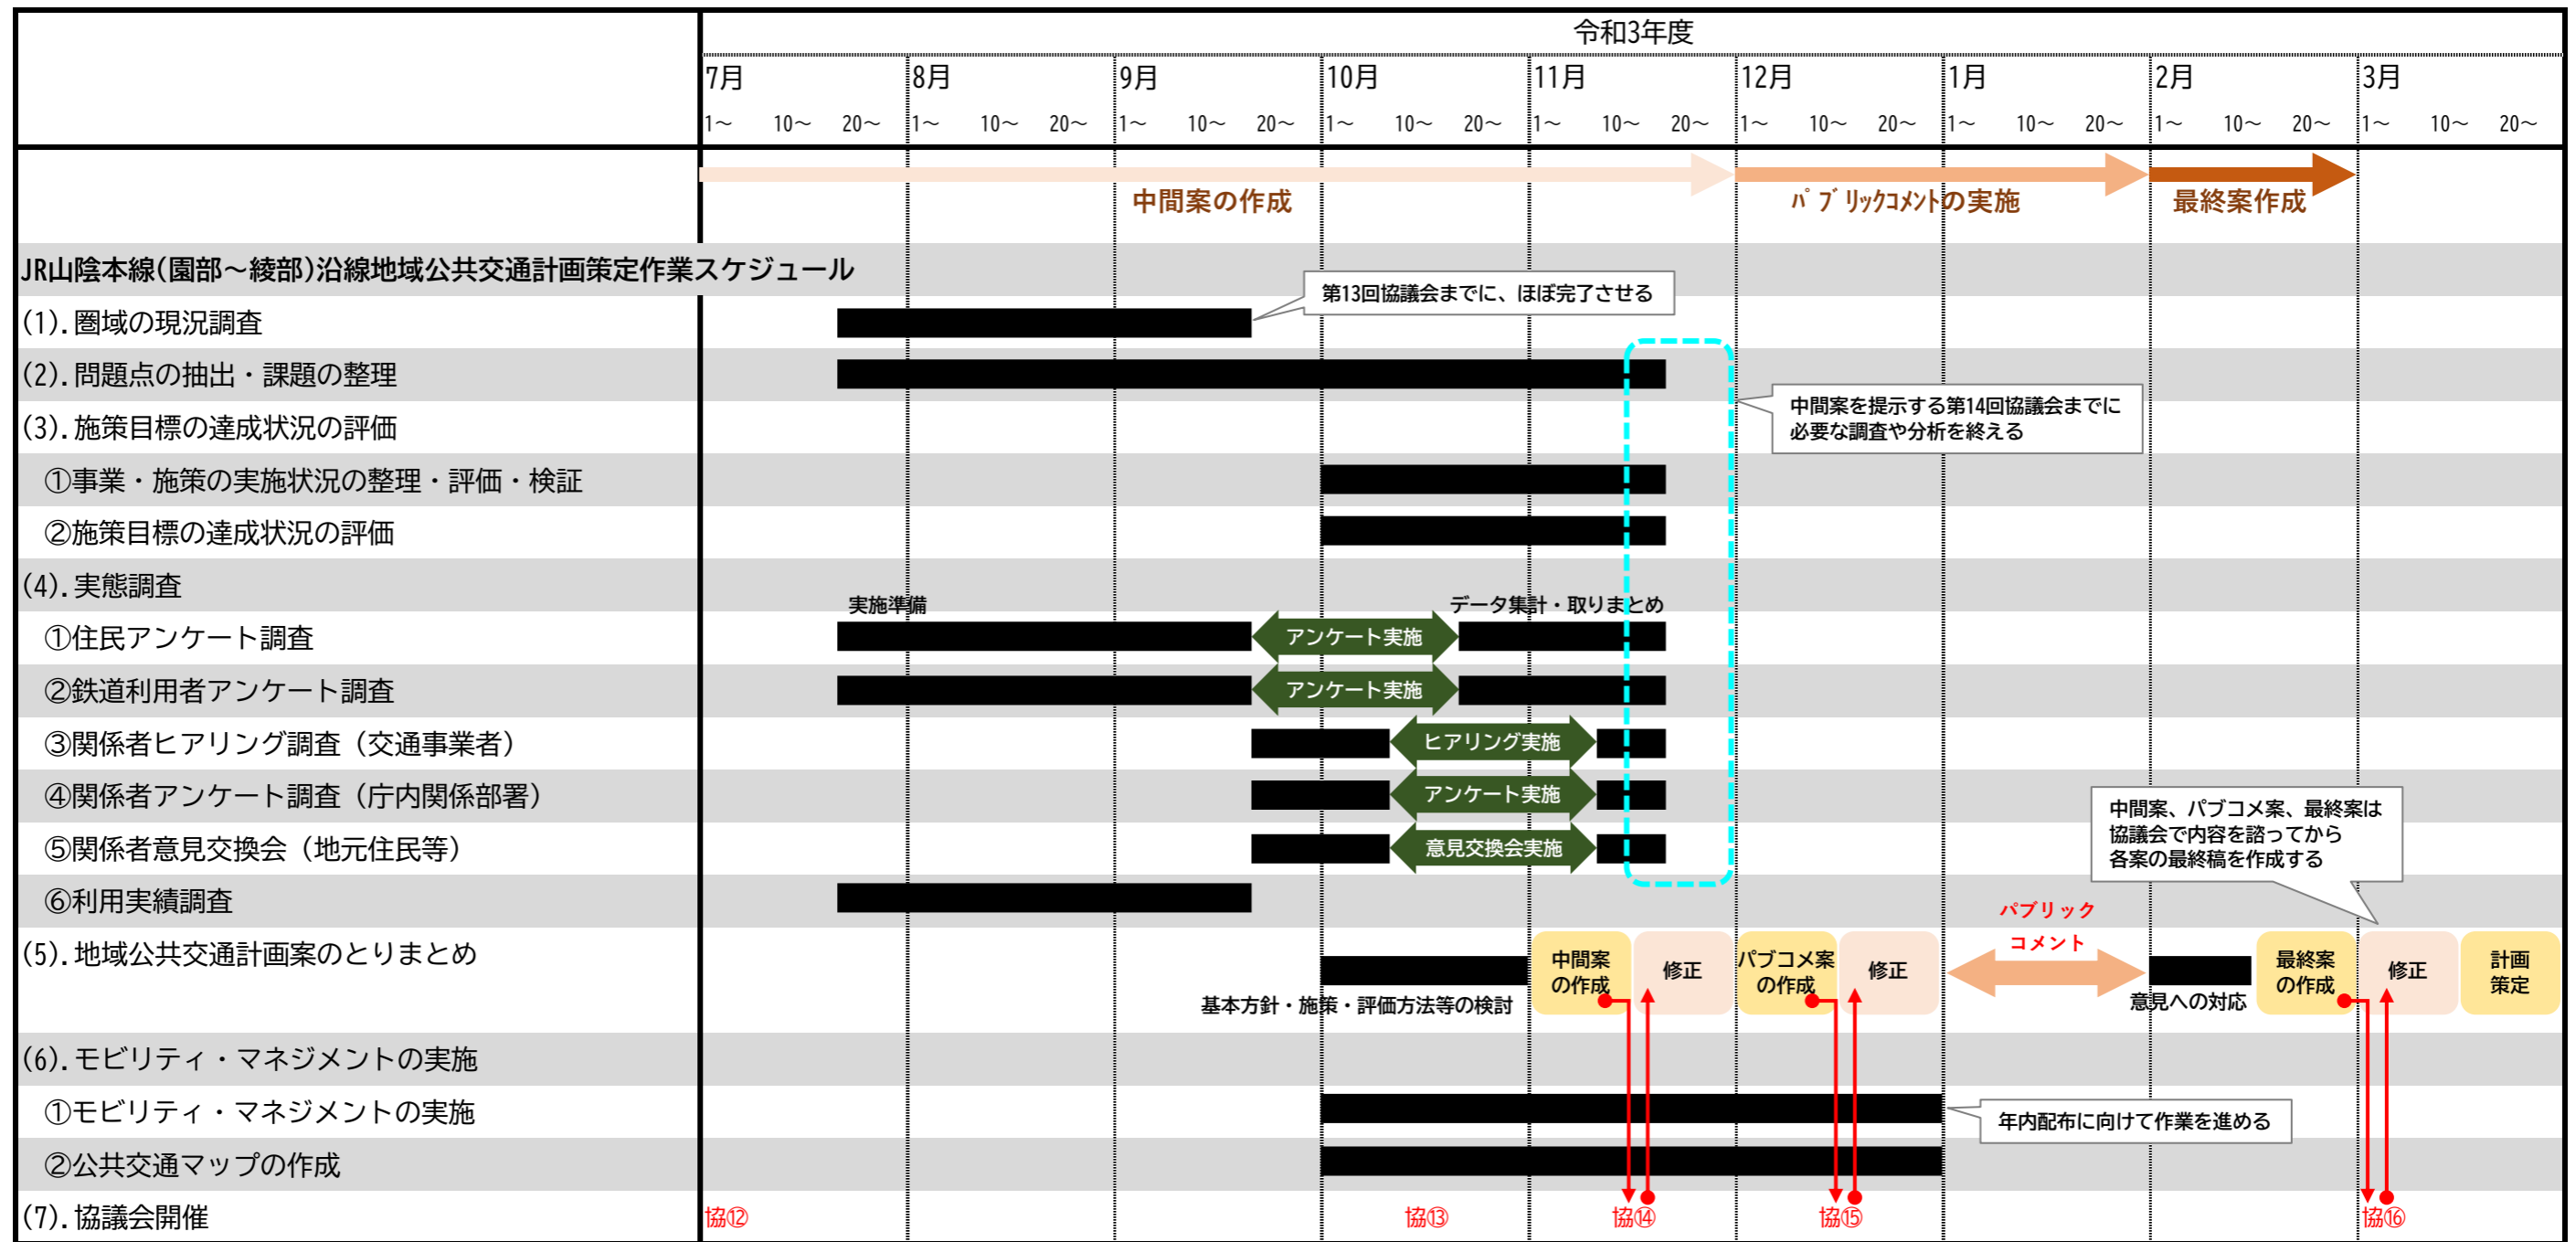 令和3年度
7月 8月 9月 10月 11月 12月 1月 2月 3月
1～ 10～ 20～ 1～ 10～ 20～ 1～ 10～ 20～ 1～ 10～ 20～ 1～ 10～ 20～ 1～ 10～ 20～ 1～ 10～ 20～ 1～ 10～ 20～ 1～ 10～ 20～
中間案の作成 ﾊﾟﾌﾞﾘｯｸｺﾒﾝﾄの実施 最終案作成
JR山陰本線(園部～綾部)沿線地域公共交通計画策定作業スケジュール
第13回協議会までに、ほぼ完了させる
(1).圏域の現況調査
(2).問題点の抽出・課題の整理
中間案を提示する第14回協議会までに
必要な調査や分析を終える
(3).施策目標の達成状況の評価
①事業・施策の実施状況の整理・評価・検証
②施策目標の達成状況の評価
(4).実態調査
実施準備 データ集計・取りまとめ
①住民アンケート調査 アンケート実施
②鉄道利用者アンケート調査 アンケート実施
③関係者ヒアリング調査（交通事業者） ヒアリング実施
④関係者アンケート調査（庁内関係部署） アンケート実施
⑤関係者意見交換会（地元住民等） 意見交換会実施
中間案、パブコメ案、最終案は
協議会で内容を諮ってから
各案の最終稿を作成する
⑥利用実績調査
(5).地域公共交通計画案のとりまとめ
基本方針・施策・評価方法等の検討
中間案
の作成
修正
パブコメ案
の作成
修正
パブリック
コメント
意見への対応
最終案
の作成
修正
計画
策定
(6).モビリティ・マネジメントの実施
①モビリティ・マネジメントの実施
年内配布に向けて作業を進める
②公共交通マップの作成
(7).協議会開催 協⑫ 協⑬ 協⑭ 協⑮ 協⑯